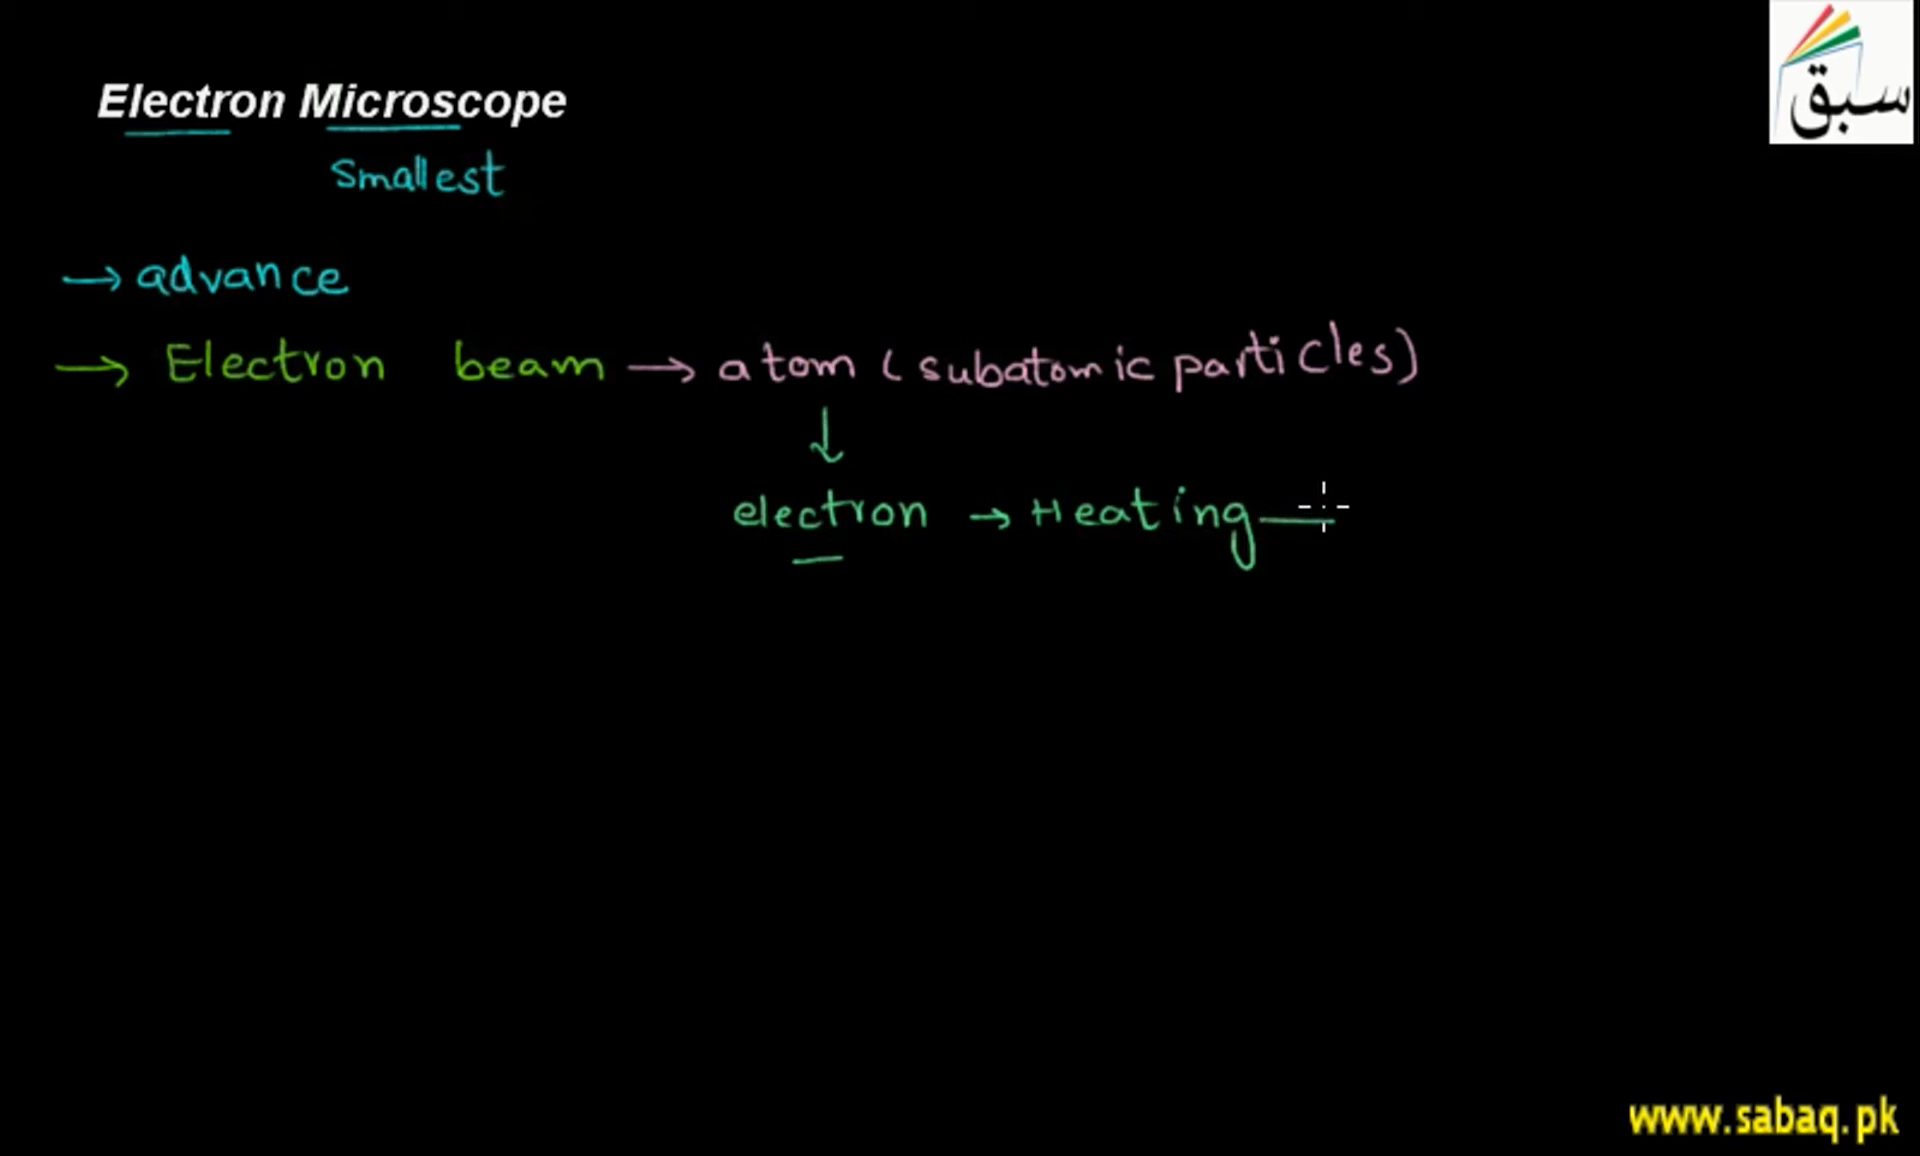 Electron Microscope
سبق
Smallest
→ advance
→ Electron beam → atom (subatomic particles)
↓
electron → Heating —
www.sabaq.pk